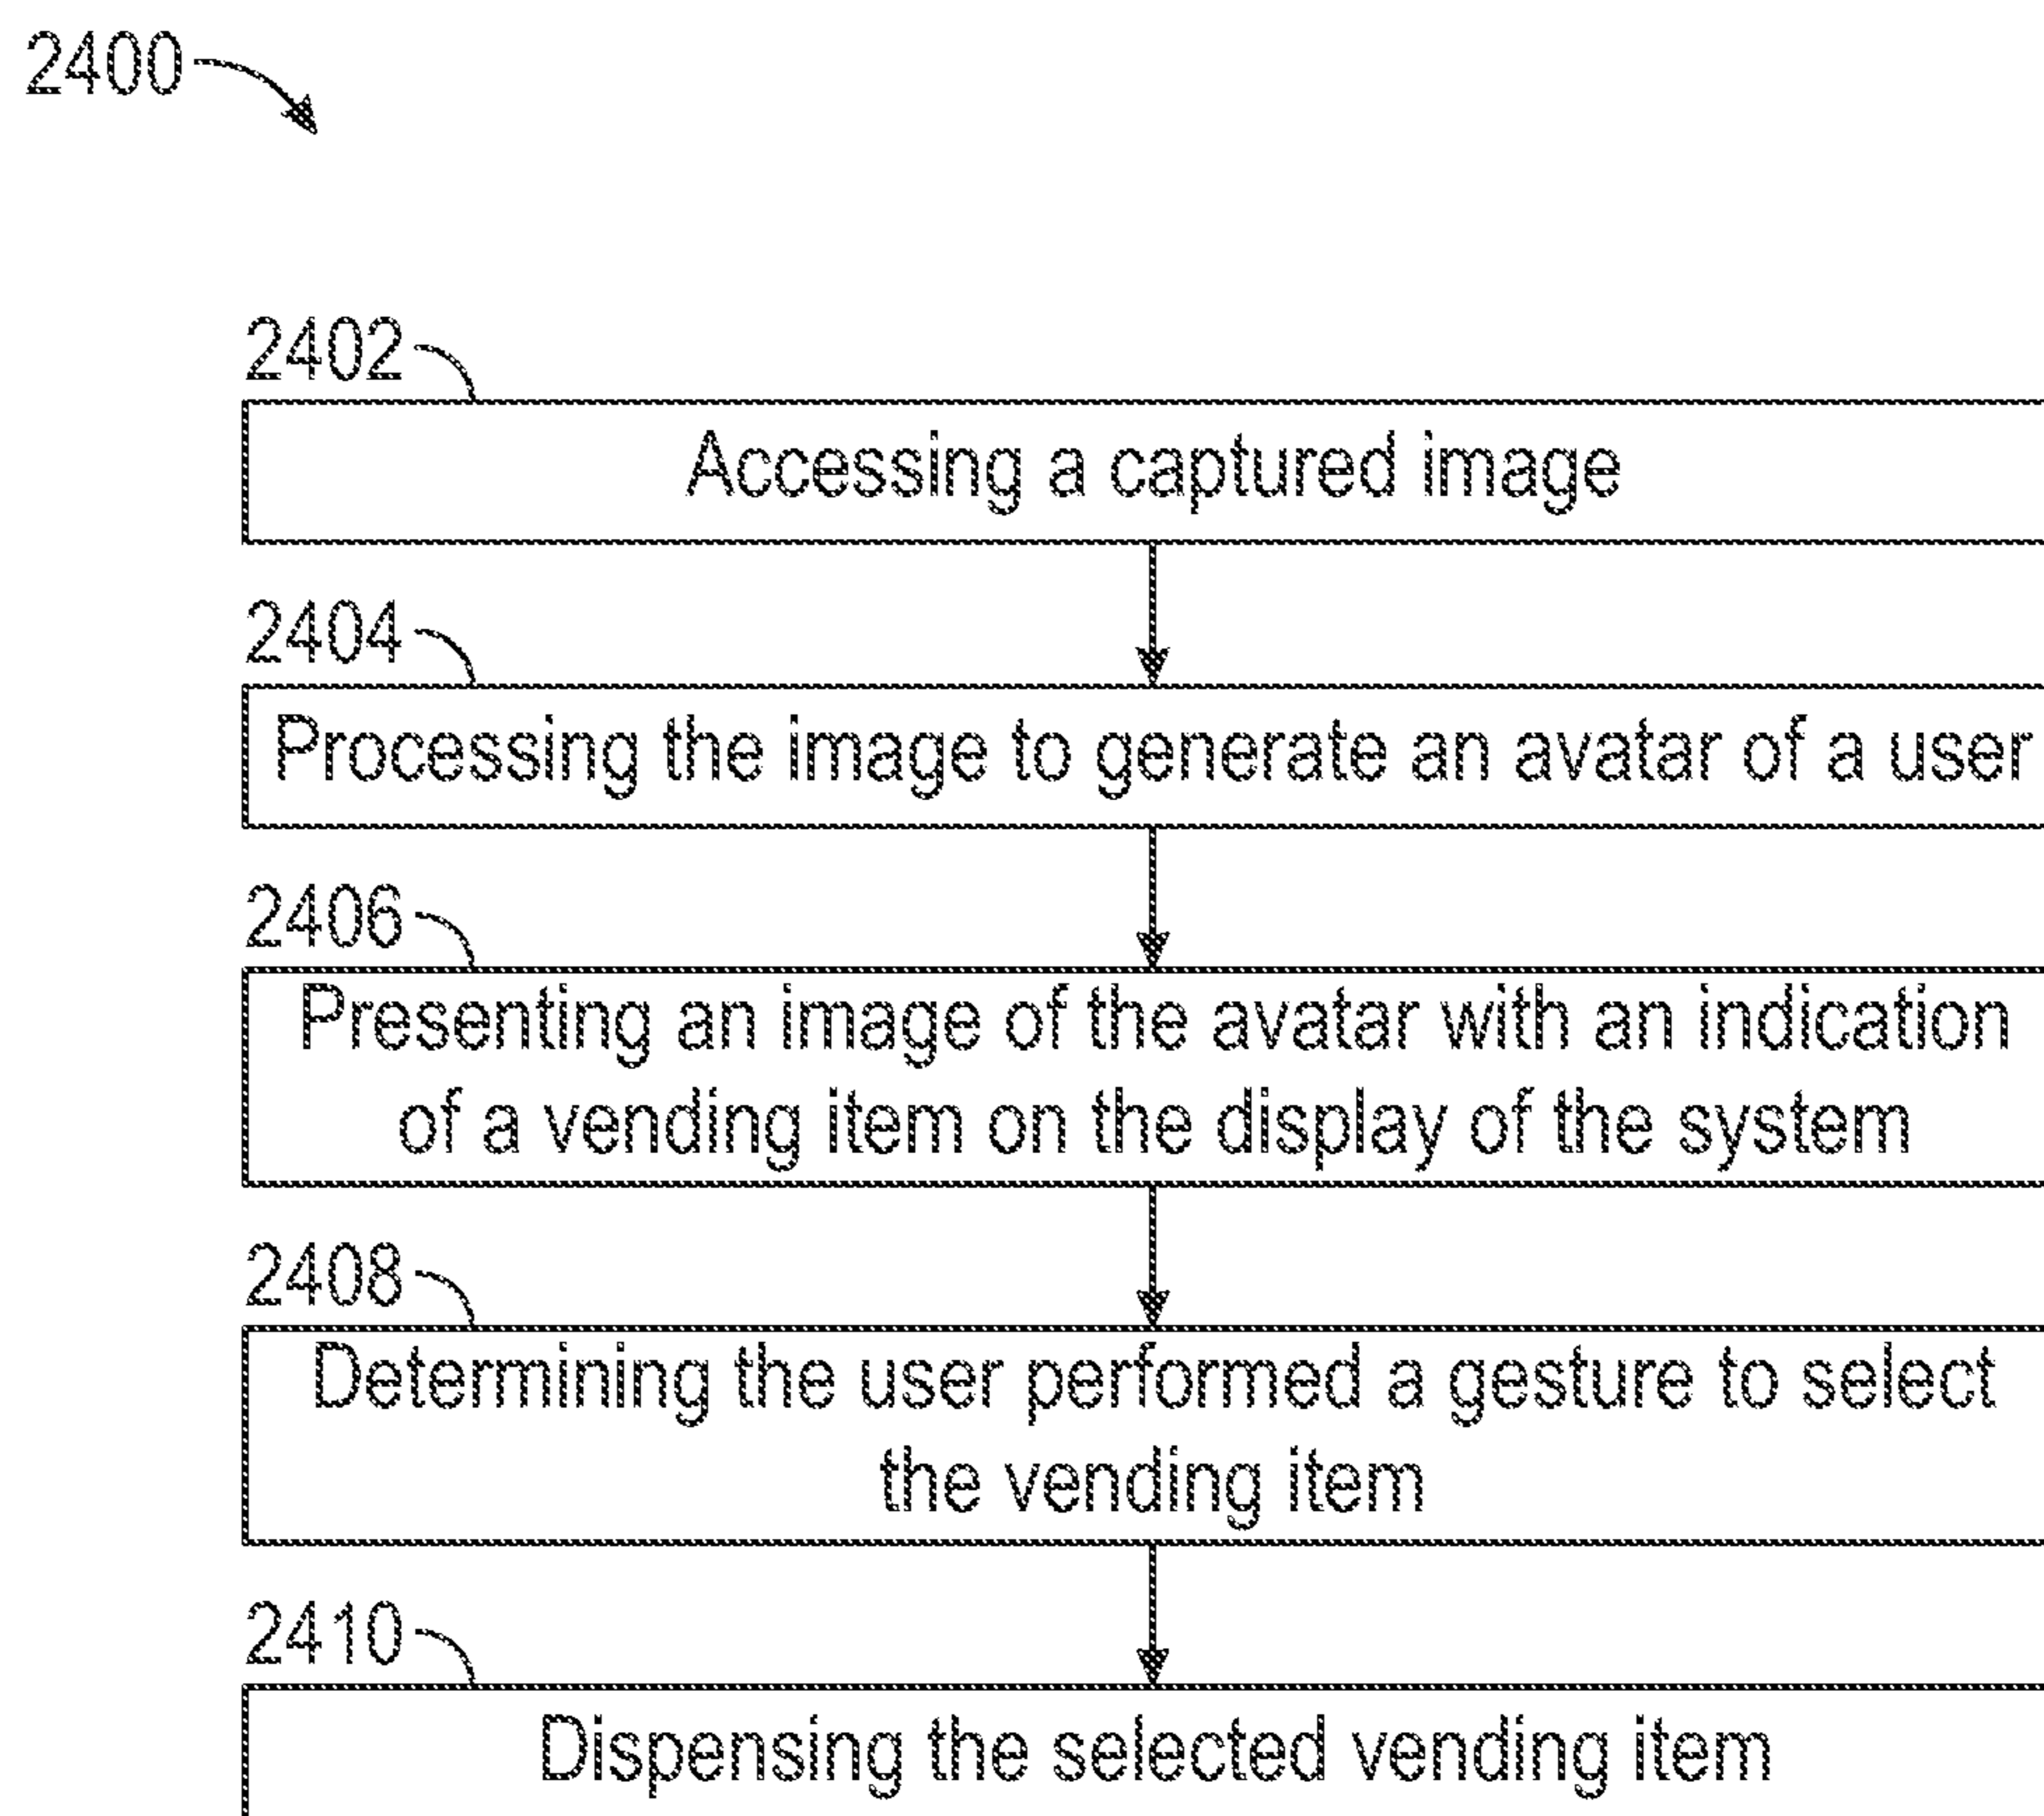 2400
2402
Accessing a captured image
2404
Processing the image to generate an avatar of a user
2406
Presenting an image of the avatar with an indication
of a vending item on the display of the system
2408
Determining the user performed a gesture to select
the vending item
2410
Dispensing the selected vending item